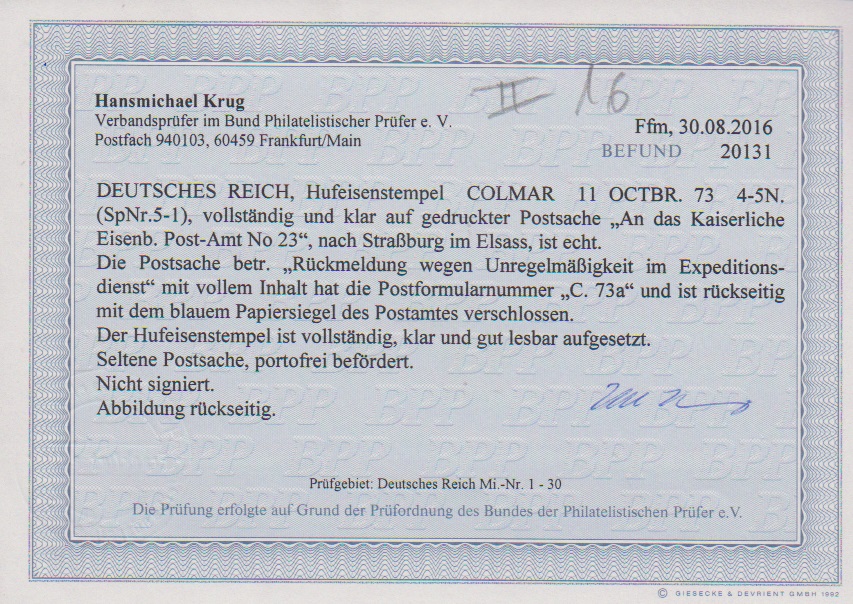 II 16
Hansmichael Krug
Verbandsprüfer im Bund Philatelistischer Prüfer e. V.
Postfach 940103, 60459 Frankfurt/Main
Ffm, 30.08.2016
BEFUND 20131
DEUTSCHES REICH, Hufeisenstempel COLMAR 11 OCTBR. 73 4-5N.
(SpNr.5-1), vollständig und klar auf gedruckter Postsache „An das Kaiserliche
Eisenb. Post-Amt No 23“, nach Straßburg im Elsass, ist echt.
Die Postsache betr. „Rückmeldung wegen Unregelmäßigkeit im Expeditions-
dienst“ mit vollem Inhalt hat die Postformularnummer „C. 73a“ und ist rückseitig
mit dem blauem Papiersiegel des Postamtes verschlossen.
Der Hufeisenstempel ist vollständig, klar und gut lesbar aufgesetzt.
Seltene Postsache, portofrei befördert.
Nicht signiert.
Abbildung rückseitig.
Prüfgebiet: Deutsches Reich Mi.-Nr. 1 - 30
Die Prüfung erfolgte auf Grund der Prüfordnung des Bundes der Philatelistischen Prüfer e.V.
© GIESECKE & DEVRIENT GMBH 1992